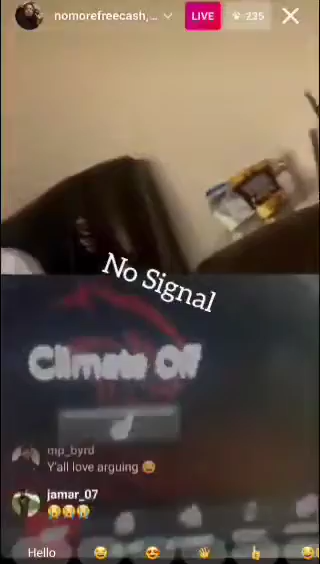 nomorefreecash,...
LIVE
235
No Signal
Climate Off
mp_byrd
Y'all love arguing 😩
jamar_07
😭😭😭
Hello 😂 😍 👏